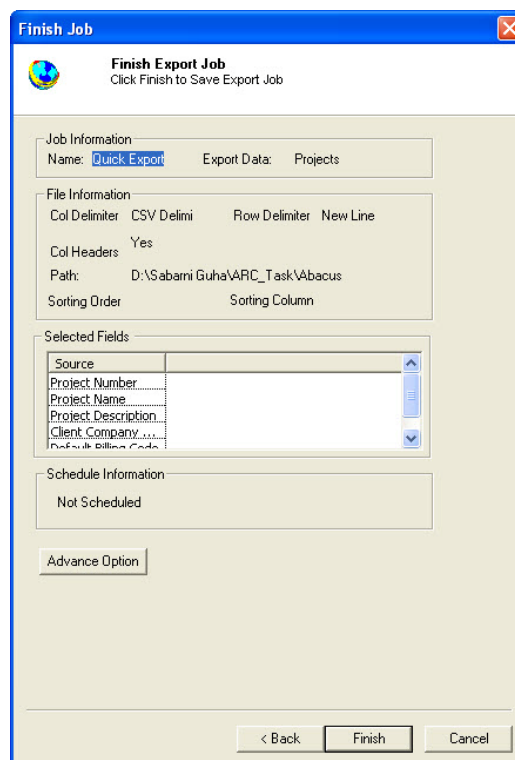 Finish Job
Finish Export Job
Click Finish to Save Export Job
Job Information
Name: Quick Export Export Data: Projects
File Information
Col Delimiter CSV Delimi Row Delimiter New Line
Col Headers Yes
Path: D:\Sabarni Guha\ARC_Task\Abacus
Sorting Order Sorting Column
Selected Fields
Source
Project Number
Project Name
Project Description
Client Company ...
Default Billing Code
Schedule Information
Not Scheduled
Advance Option
< Back Finish Cancel